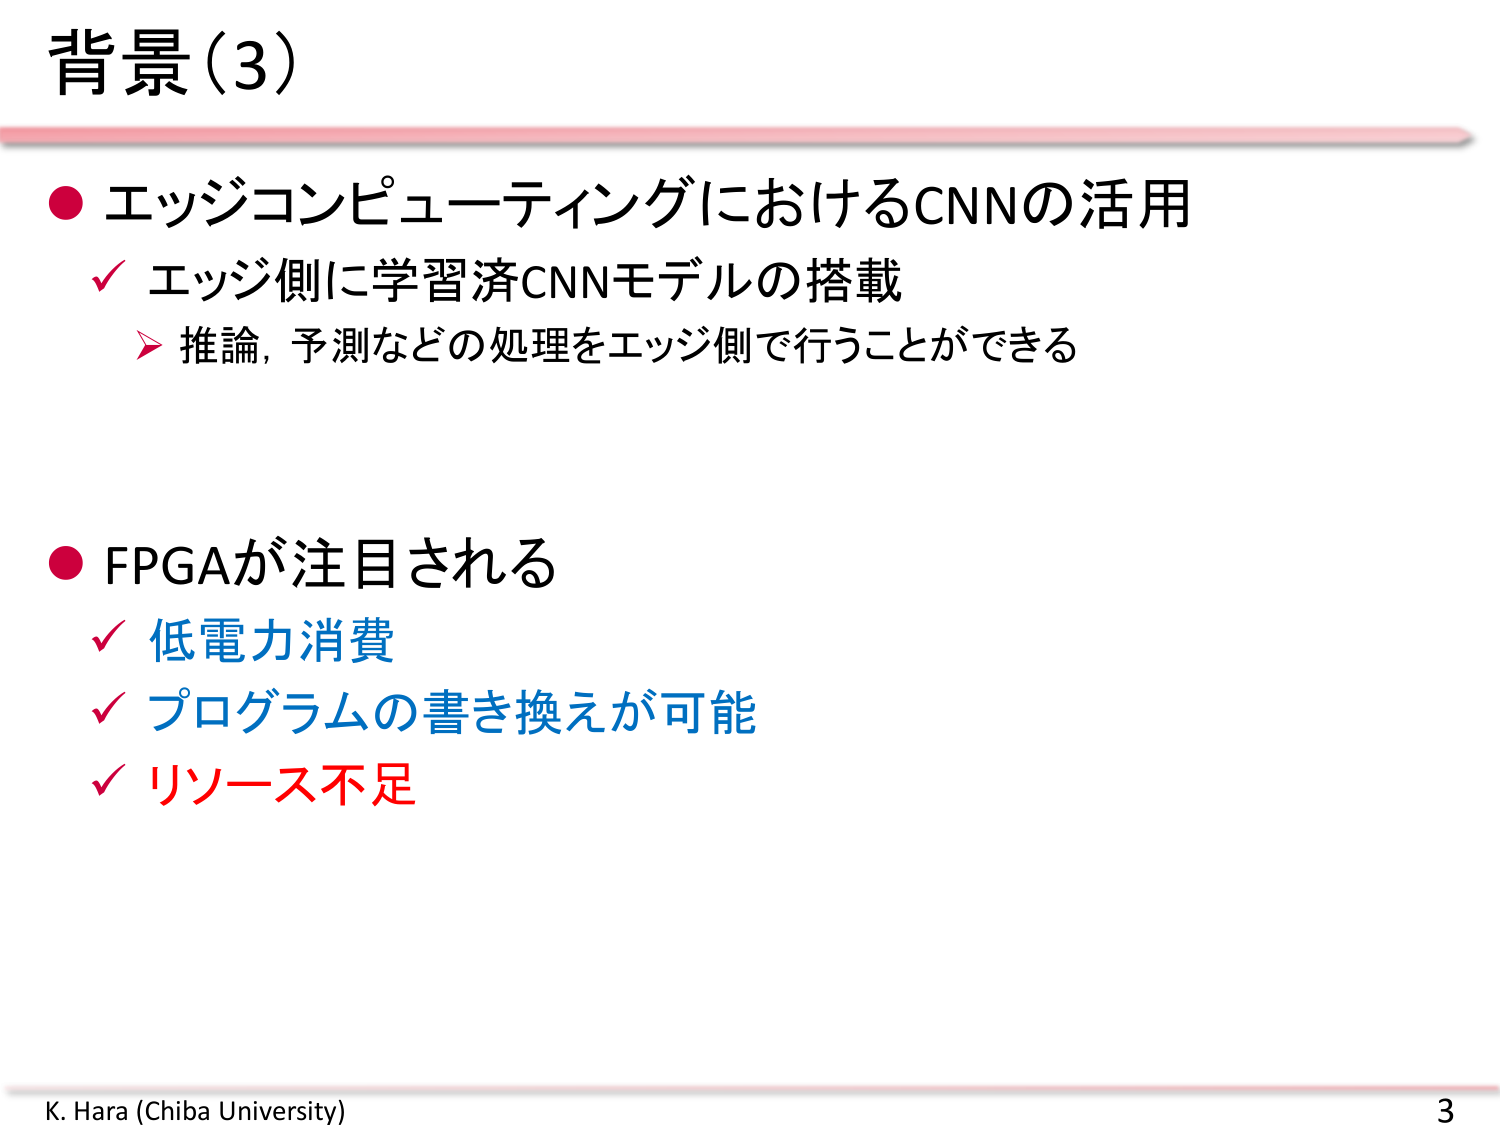 背景(3)
● エッジコンピューティングにおけるCNNの活用
✓ エッジ側に学習済CNNモデルの搭載
➢ 推論, 予測などの処理をエッジ側で行うことができる
● FPGAが注目される
✓ 低電力消費
✓ プログラムの書き換えが可能
✓ リソース不足
K. Hara (Chiba University)
3